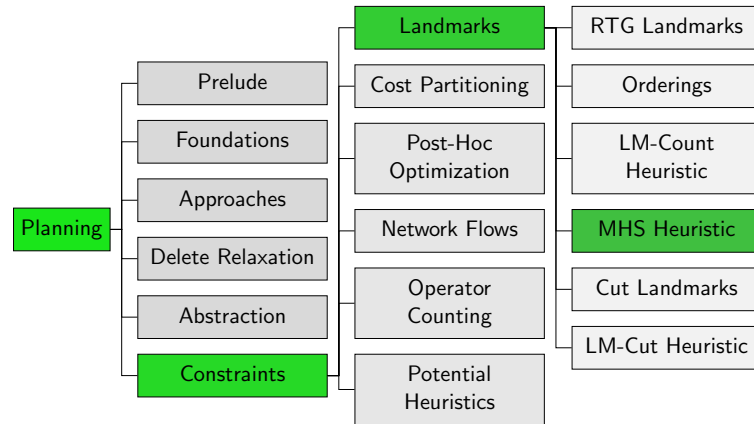 Planning
Prelude
Foundations
Approaches
Delete Relaxation
Abstraction
Constraints
Landmarks
Cost Partitioning
Post-Hoc
Optimization
Network Flows
Operator
Counting
Potential
Heuristics
RTG Landmarks
Orderings
LM-Count
Heuristic
MHS Heuristic
Cut Landmarks
LM-Cut Heuristic